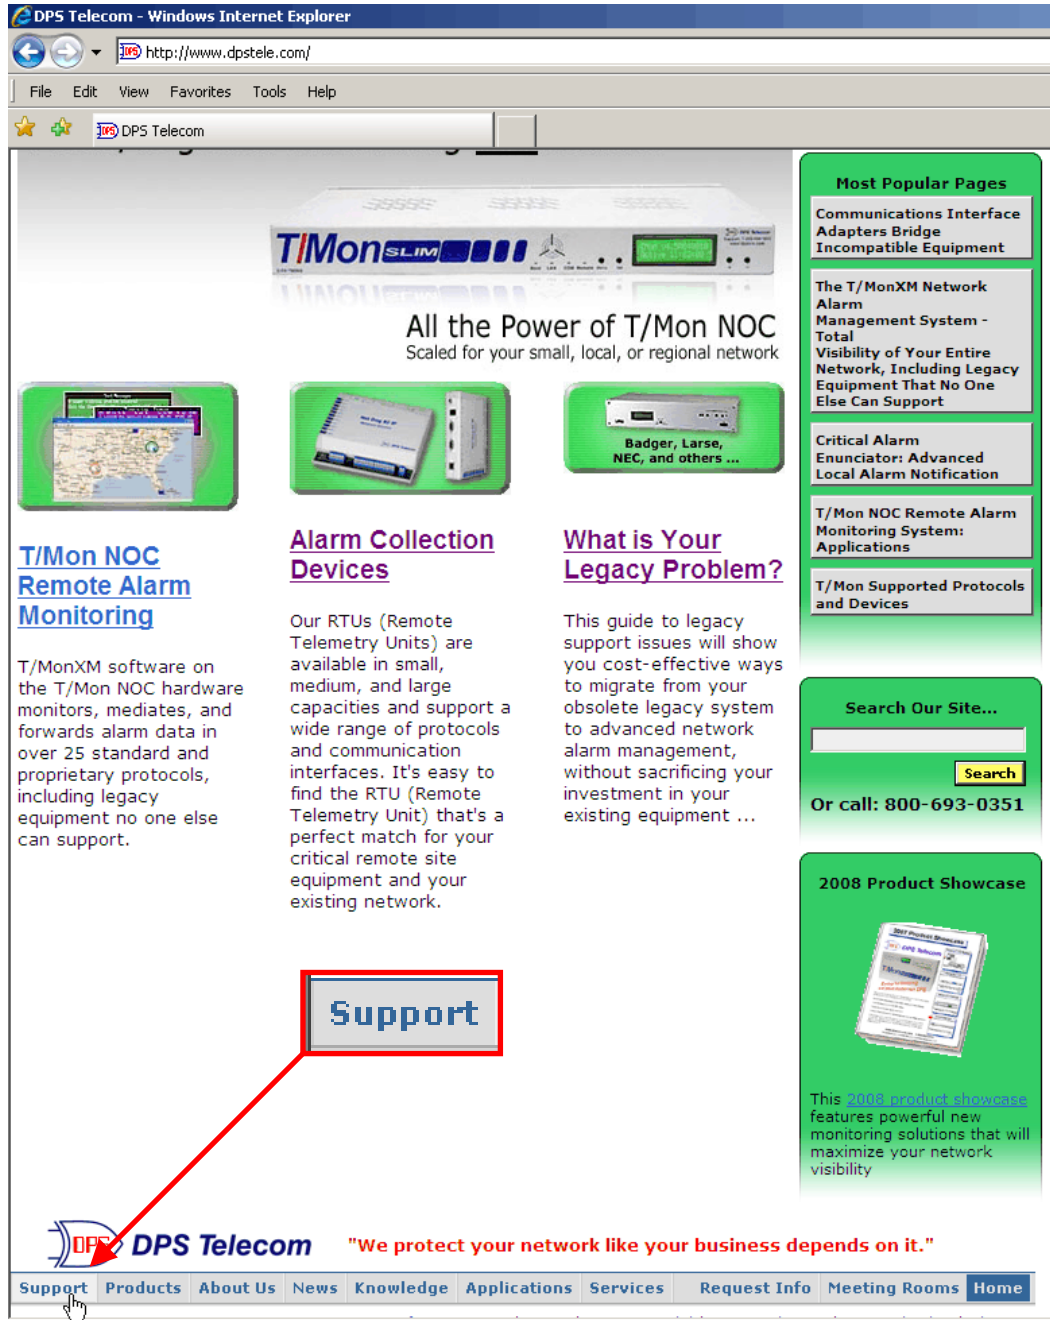 DPS Telecom - Windows Internet Explorer
http://www.dpstele.com/
File Edit View Favorites Tools Help
DPS Telecom
T/Mon SLIM
All the Power of T/Mon NOC
Scaled for your small, local, or regional network
Badger, Larse,
NEC, and others ...
T/Mon NOC
Remote Alarm
Monitoring
T/MonXM software on
the T/Mon NOC hardware
monitors, mediates, and
forwards alarm data in
over 25 standard and
proprietary protocols,
including legacy
equipment no one else
can support.
Alarm Collection
Devices
Our RTUs (Remote
Telemetry Units) are
available in small,
medium, and large
capacities and support a
wide range of protocols
and communication
interfaces. It's easy to
find the RTU (Remote
Telemetry Unit) that's a
perfect match for your
critical remote site
equipment and your
existing network.
What is Your
Legacy Problem?
This guide to legacy
support issues will show
you cost-effective ways
to migrate from your
obsolete legacy system
to advanced network
alarm management,
without sacrificing your
investment in your
existing equipment ...
Most Popular Pages
Communications Interface
Adapters Bridge
Incompatible Equipment
The T/MonXM Network
Alarm
Management System -
Total
Visibility of Your Entire
Network, Including Legacy
Equipment That No One
Else Can Support
Critical Alarm
Enunciator: Advanced
Local Alarm Notification
T/Mon NOC Remote Alarm
Monitoring System:
Applications
T/Mon Supported Protocols
and Devices
Search Our Site...
Search
Or call: 800-693-0351
2008 Product Showcase
2007 Product Showcase
DPS Telecom
This 2008 product showcase
features powerful new
monitoring solutions that will
maximize your network
visibility
Support
DPS DPS Telecom
"We protect your network like your business depends on it."
Support Products About Us News Knowledge Applications Services Request Info Meeting Rooms Home